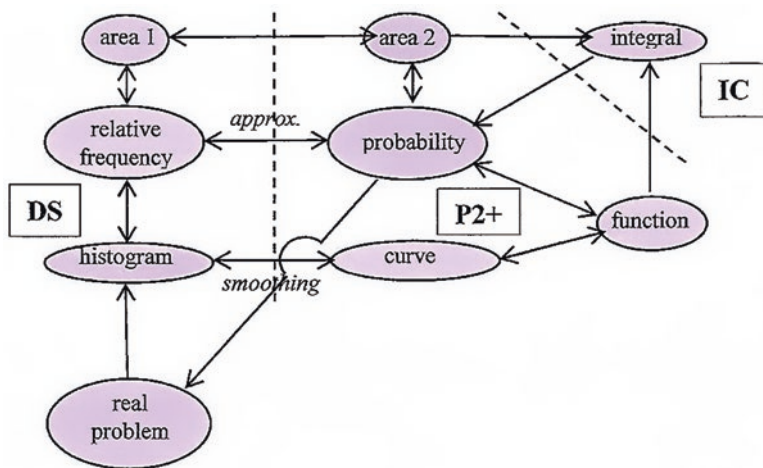 area 1
area 2
integral
IC
relative
frequency
approx.
probability
DS
P2+
function
histogram
smoothing
curve
real
problem